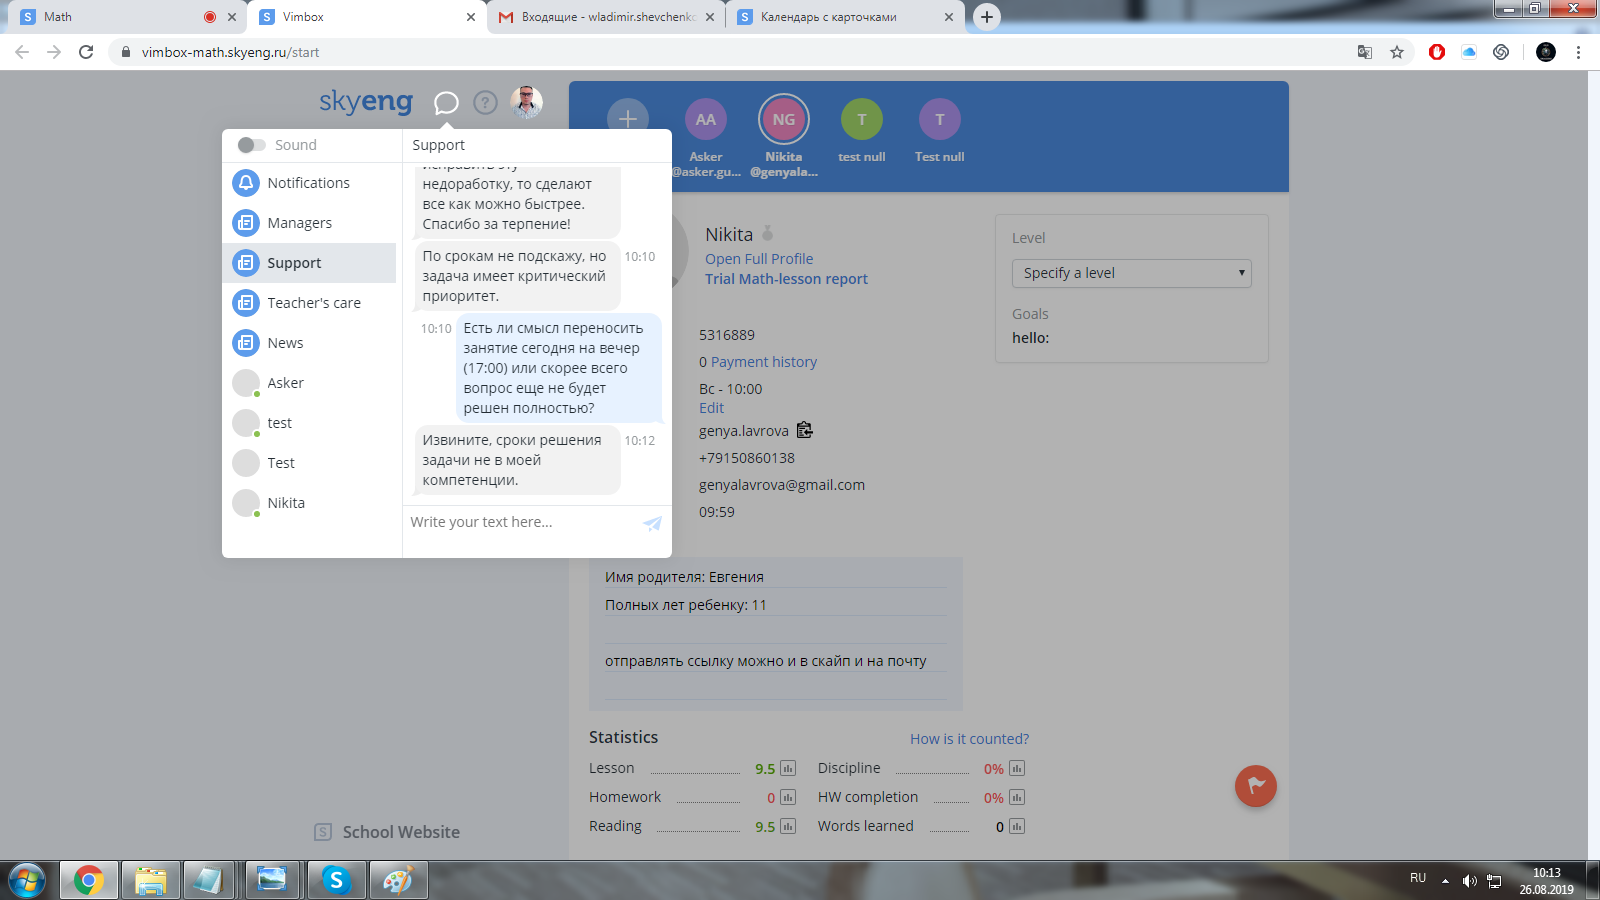 Math
Vimbox
Входящие - wladimir.shevchenko
Календарь с карточками
vimbox-math.skyeng.ru/start
skyeng
?
Sound
Notifications
Managers
Support
Teacher's care
News
Asker
test
Test
Nikita
Support
исправить эту
недоработку, то сделают
все как можно быстрее.
Спасибо за терпение!
По срокам не подскажу, но
задача имеет критический
приоритет.
10:10
10:10
Есть ли смысл переносить
занятие сегодня на вечер
(17:00) или скорее всего
вопрос еще не будет
решен полностью?
Извините, сроки решения
задачи не в моей
компетенции.
10:12
Write your text here...
AA
Asker
@asker.gu...
NG
Nikita
@genyala...
T
test null
T
Test null
Nikita
Open Full Profile
Trial Math-lesson report
5316889
0 Payment history
Вс - 10:00
Edit
genya.lavrova
+79150860138
genyalavrova@gmail.com
09:59
Level
Specify a level
Goals
hello:
Имя родителя: Евгения
Полных лет ребенку: 11
отправлять ссылку можно и в скайп и на почту
Statistics
How is it counted?
Lesson 9.5
Discipline 0%
Homework 0
HW completion 0%
Reading 9.5
Words learned 0
School Website
RU
10:13
26.08.2019